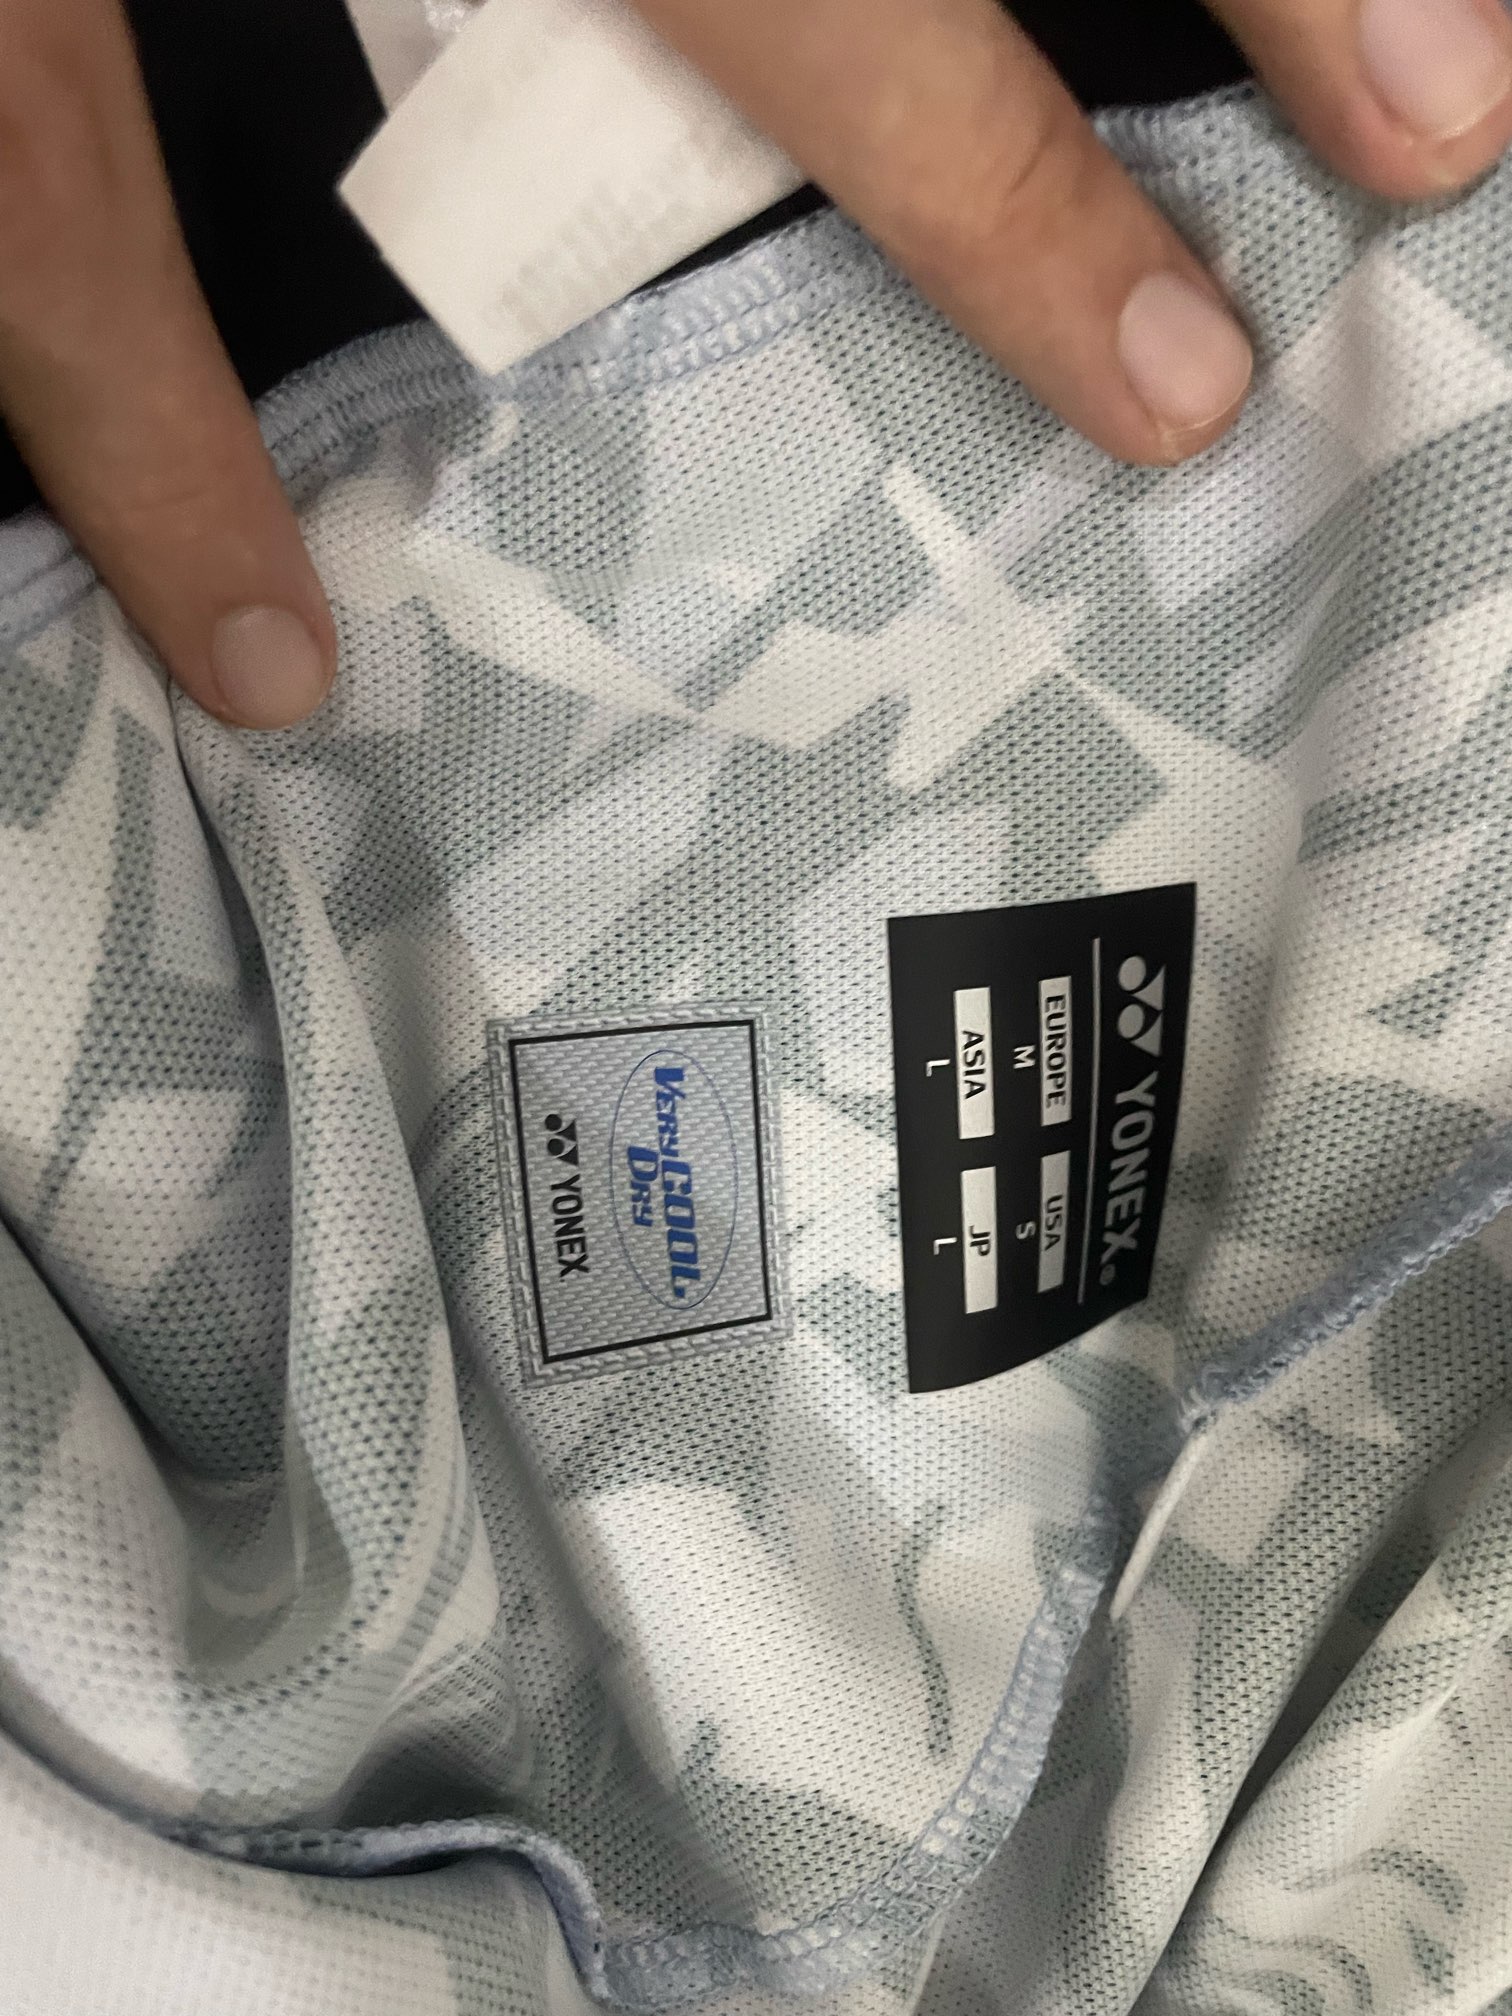 YONEX
EUROPE USA
M S
ASIA JP
L L
VERYCOOL
DRY
YONEX